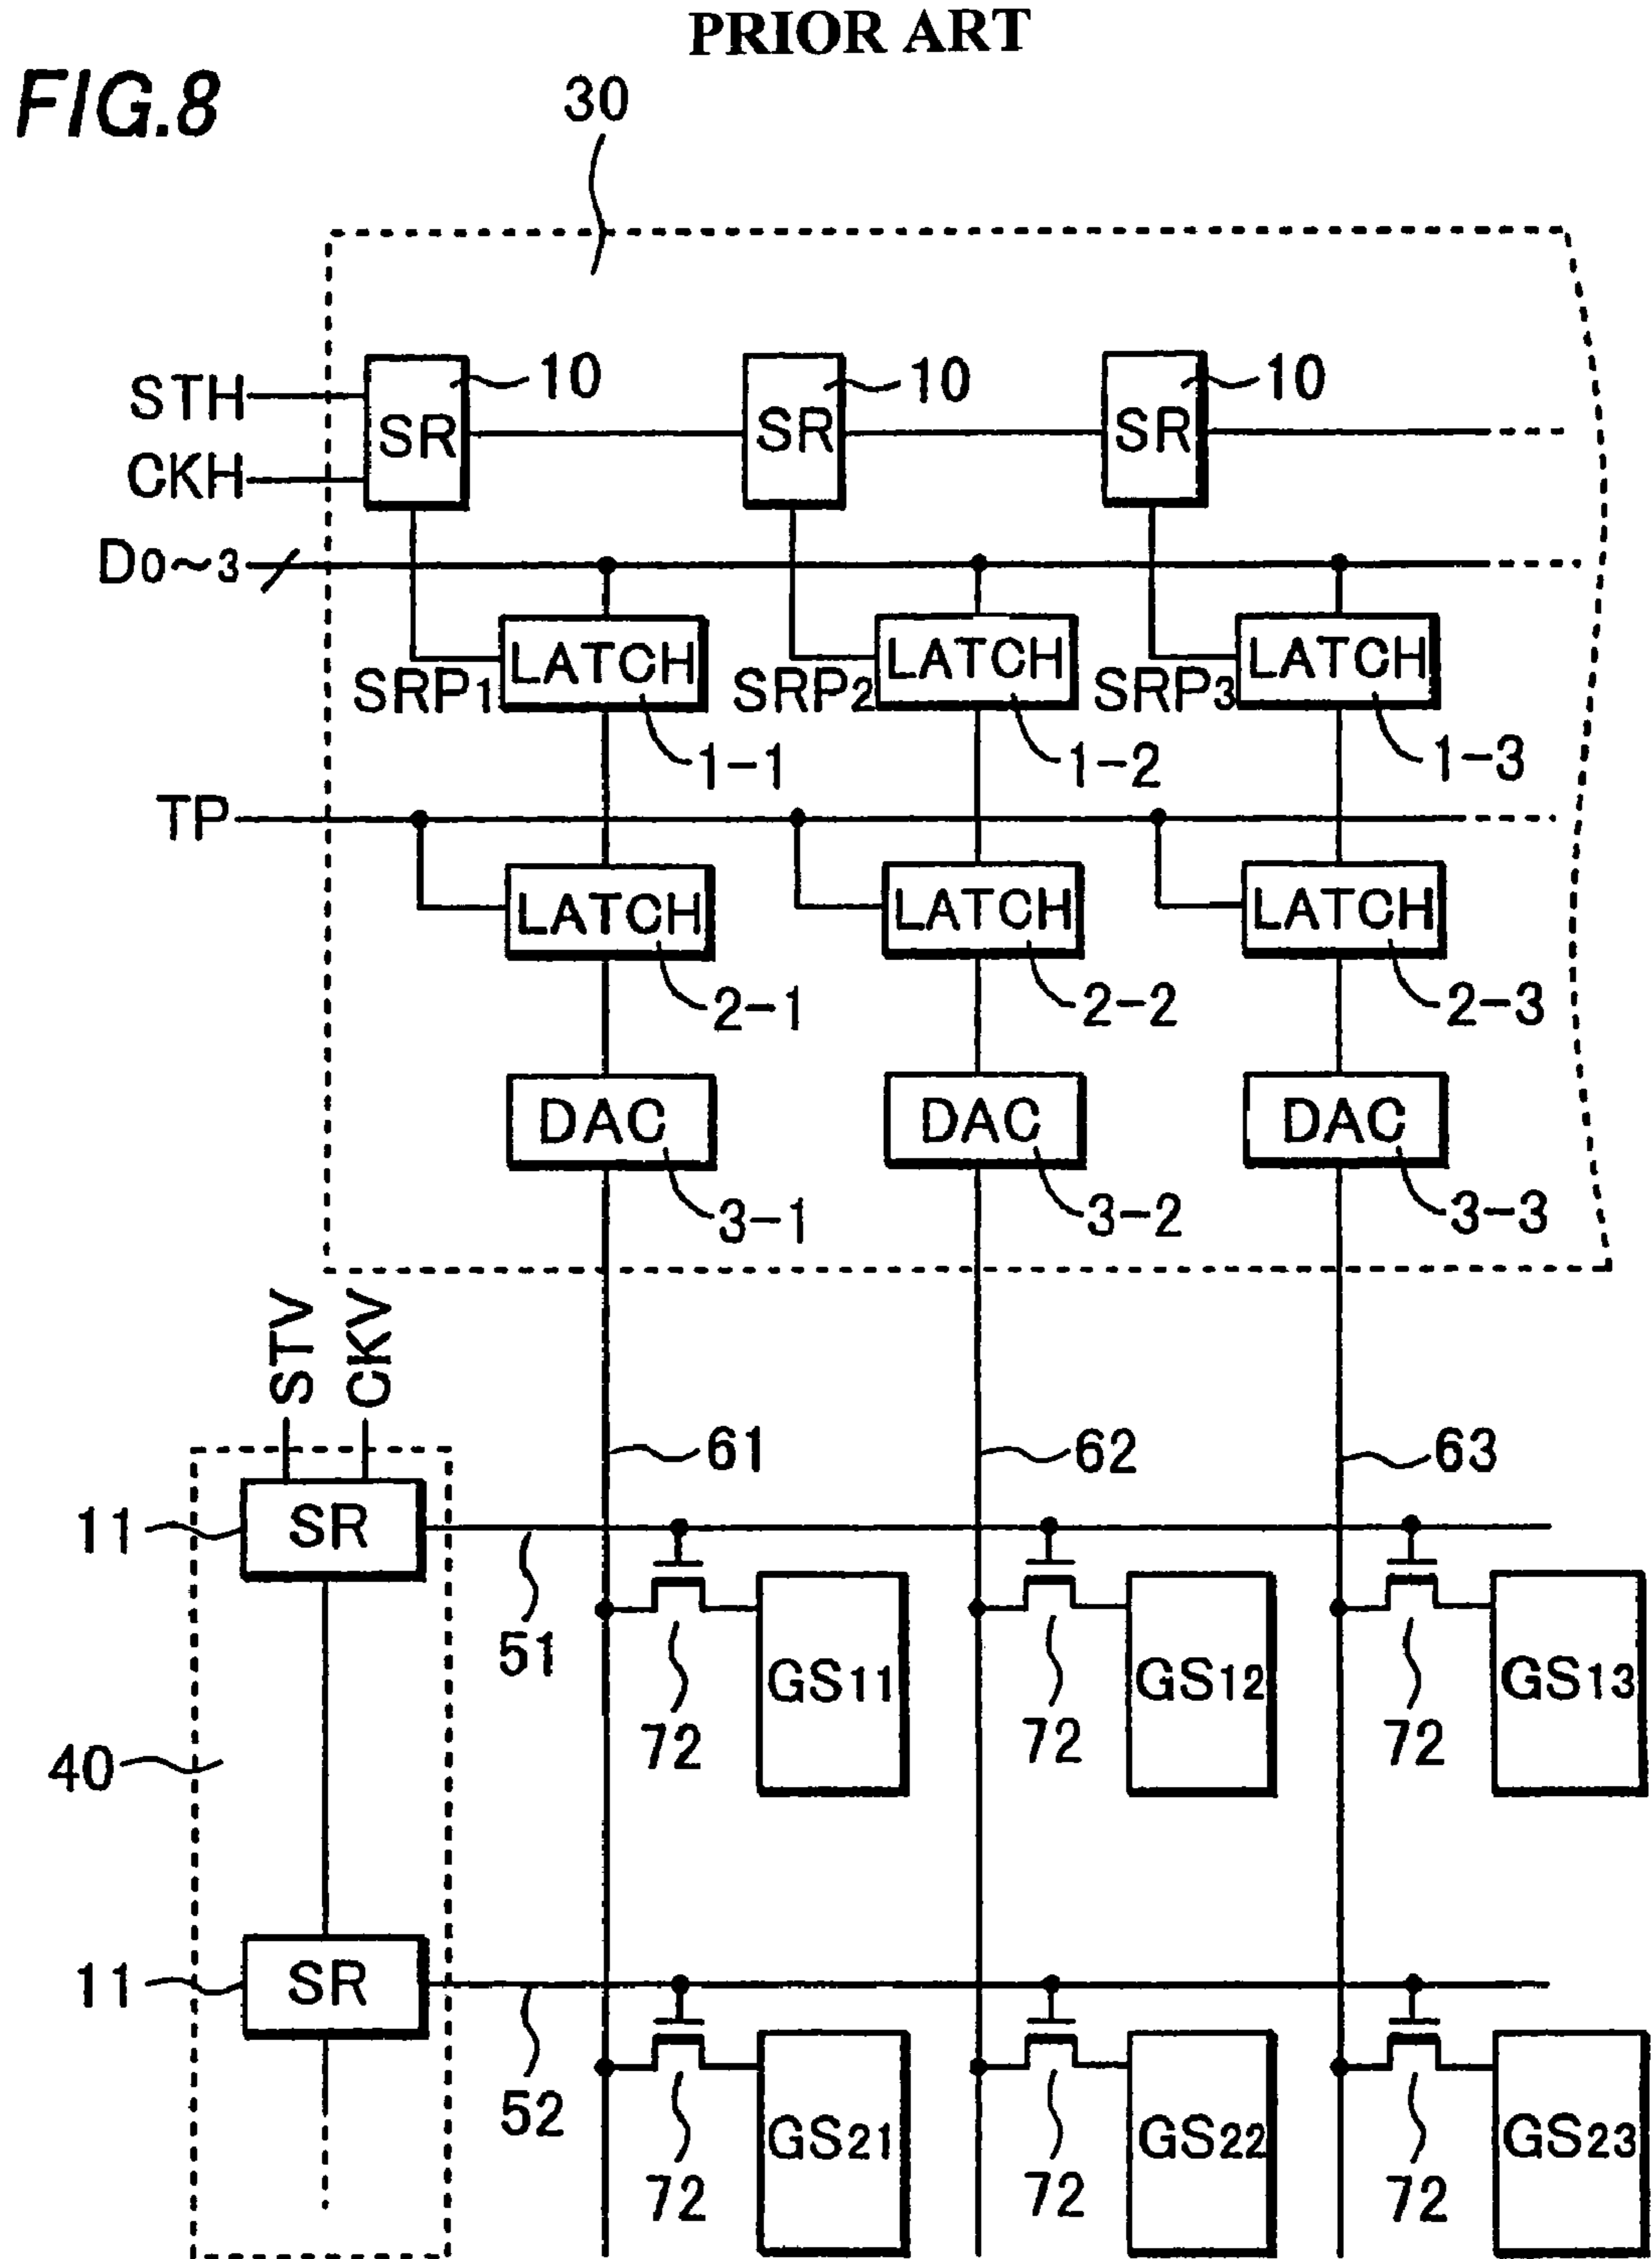 PRIOR ART
FIG.8
30
10 10 10
STH SR SR SR
CKH
D0~3
LATCH LATCH LATCH
SRP1 SRP2 SRP3
1-1 1-2 1-3
TP
LATCH LATCH LATCH
2-1 2-2 2-3
DAC DAC DAC
3-1 3-2 3-3
STV CKV
61 62 63
11 SR
51
GS11 GS12 GS13
72 72 72
40
11 SR
52
GS21 GS22 GS23
72 72 72